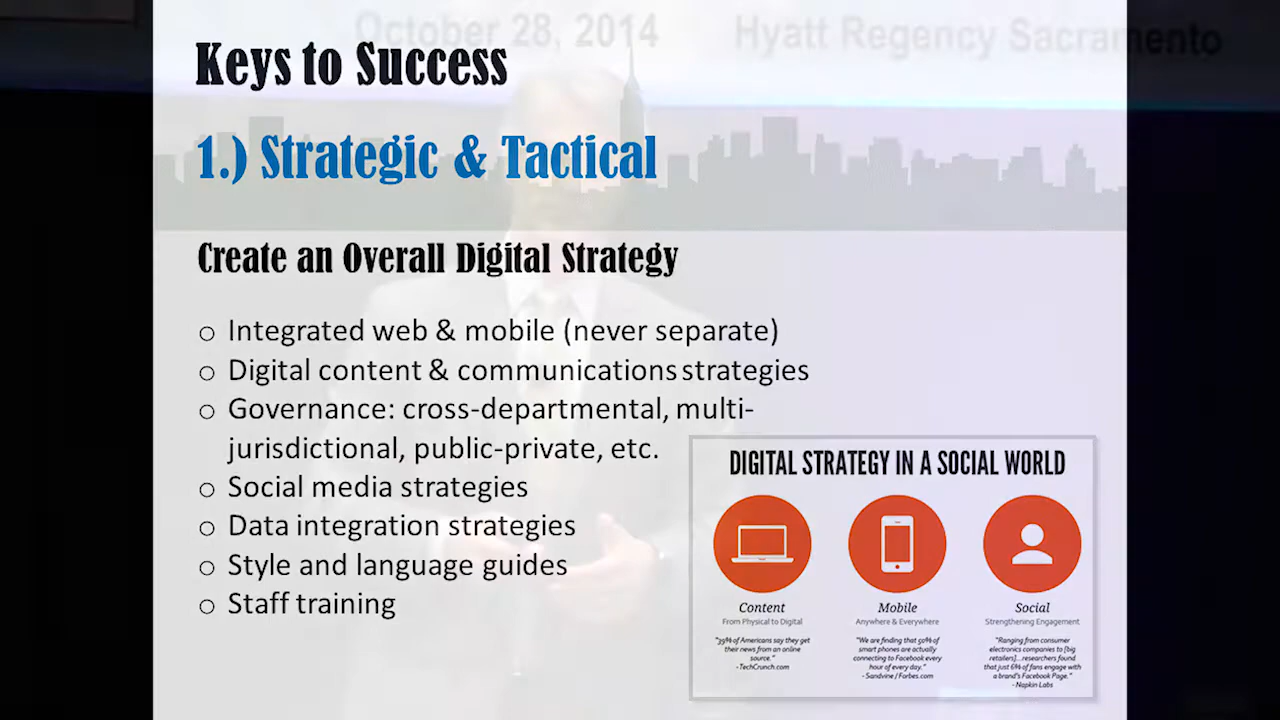 October 28, 2014 Hyatt Regency Sacramento
Keys to Success
1.) Strategic & Tactical
Create an Overall Digital Strategy
o Integrated web & mobile (never separate)
o Digital content & communications strategies
o Governance: cross-departmental, multi-
jurisdictional, public-private, etc.
o Social media strategies
o Data integration strategies
o Style and language guides
o Staff training
DIGITAL STRATEGY IN A SOCIAL WORLD
Content
From Physical to Digital
"39% of Americans say they get
their news from an online
source."
- TechCrunch.com
Mobile
Anywhere & Everywhere
"We are finding that 50% of
smart phones are actually
connecting to Facebook every
hour of every day."
- Sandvine / Forbes.com
Social
Strengthening Engagement
"Ranging from consumer
electronics companies to [big
retailers]...researchers found
that just 6% of fans engage with
a brand's Facebook Page."
- Napkin Labs